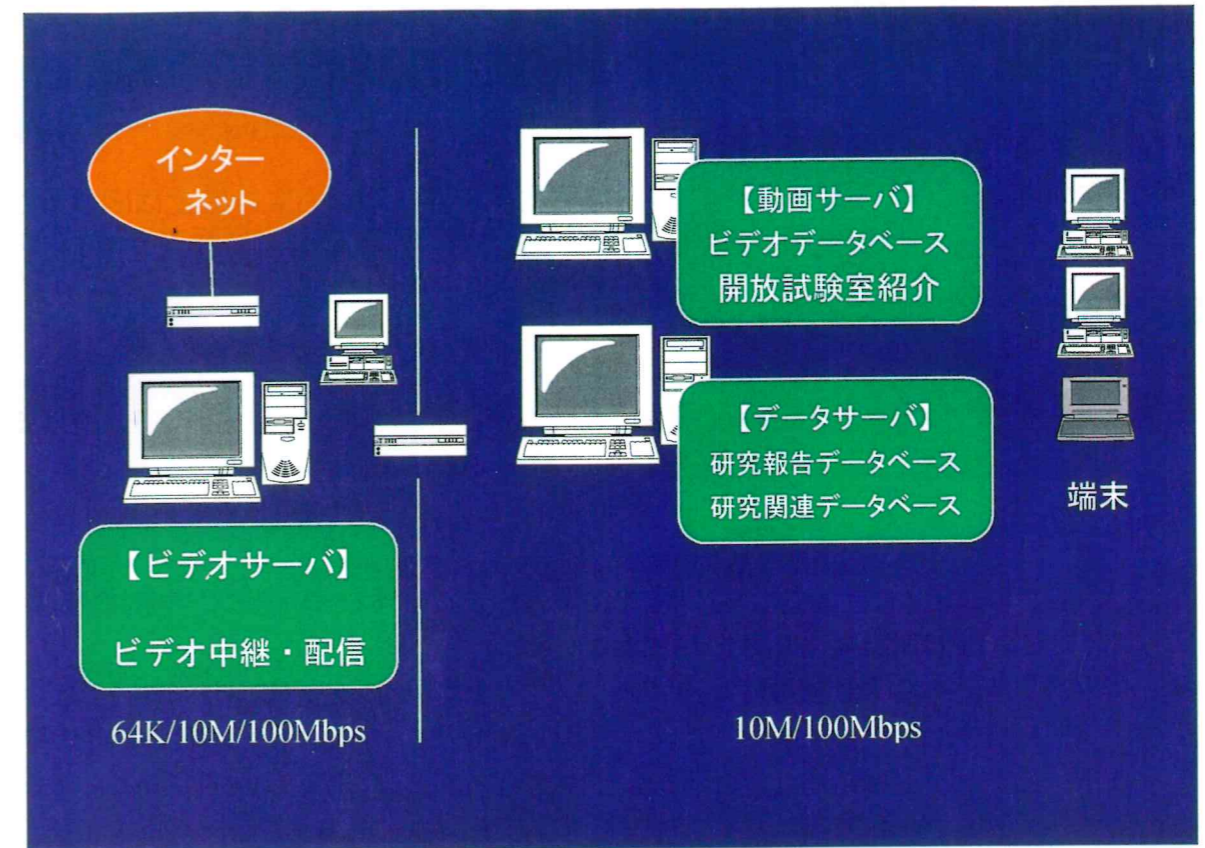 インター
ネット
【ビデオサーバ】
ビデオ中継・配信
64K/10M/100Mbps
【動画サーバ】
ビデオデータベース
開放試験室紹介
【データサーバ】
研究報告データベース
研究関連データベース
端末
10M/100Mbps